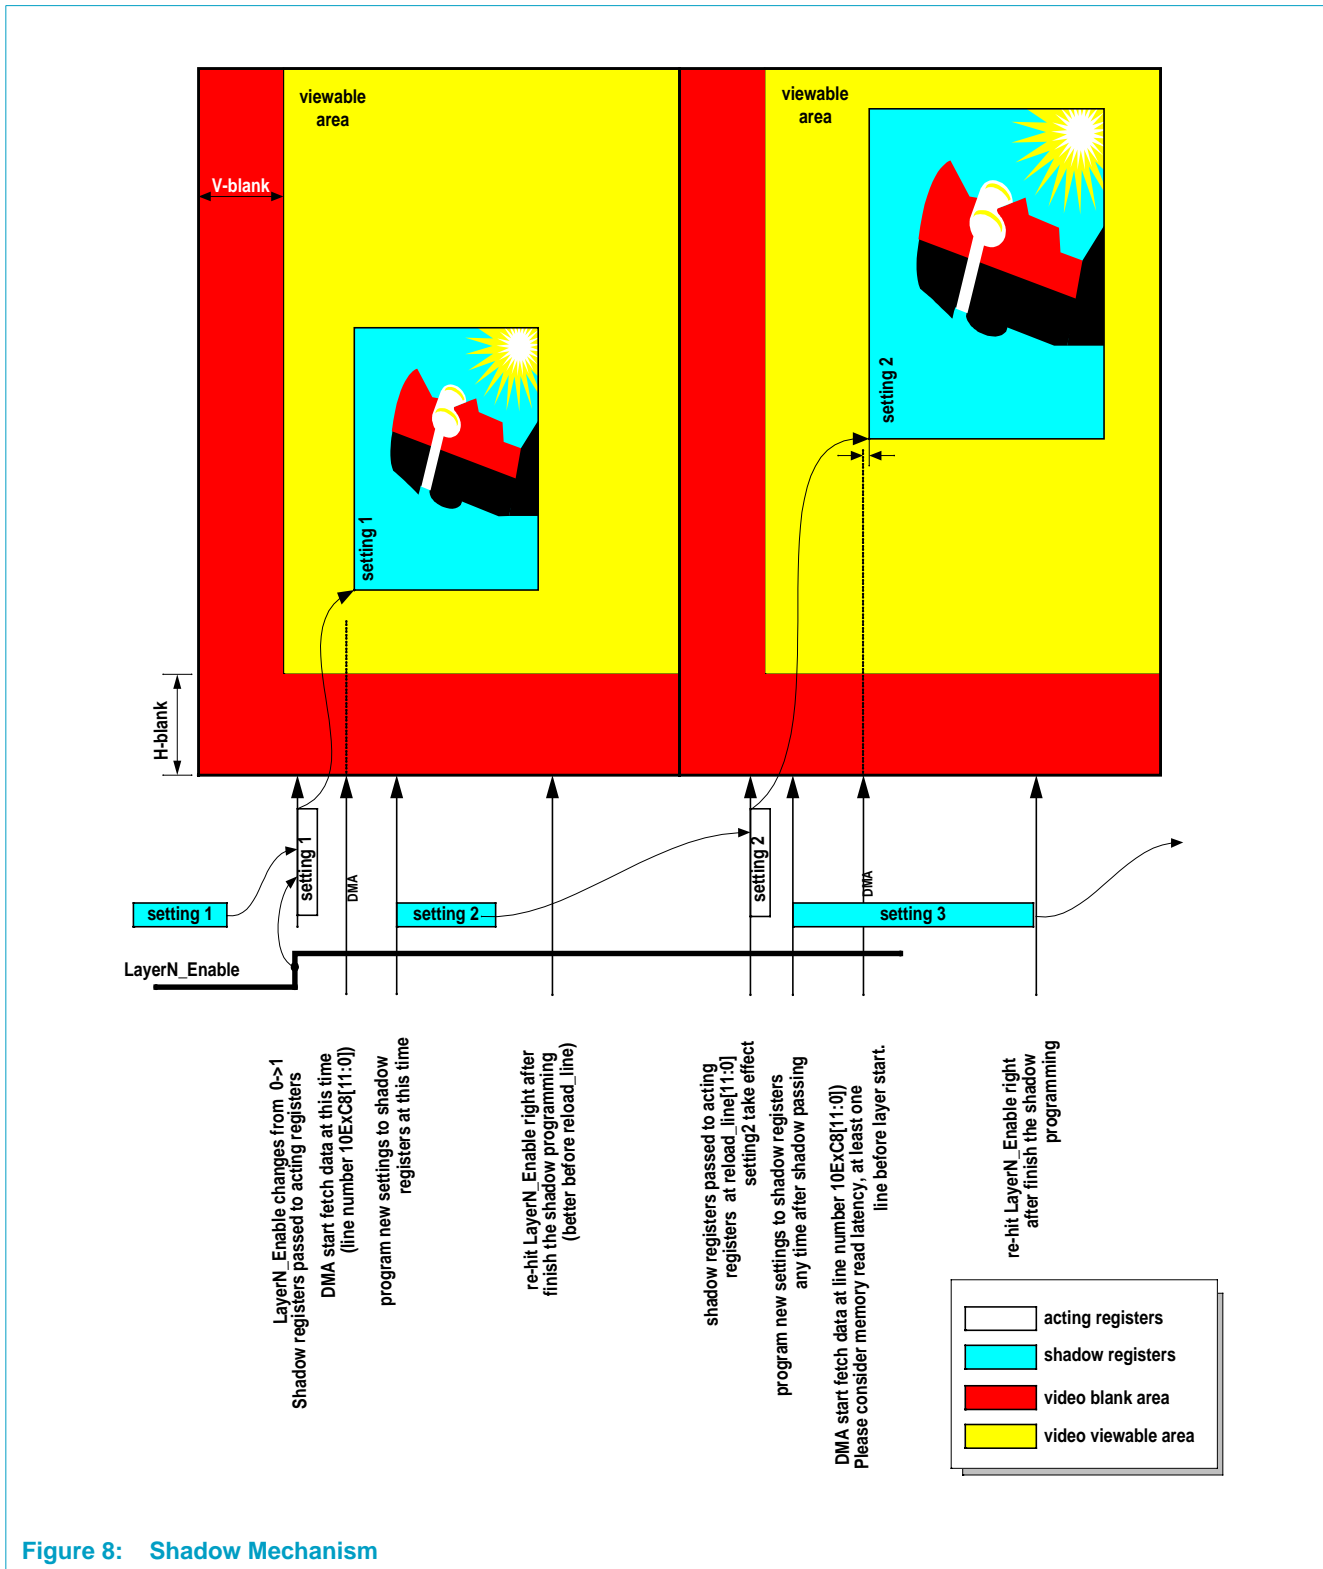 viewable
area
viewable
area
V-blank
setting 2
setting 1
H-blank
setting 1
setting 2
DMA
DMA
setting 1
setting 2
setting 3
LayerN_Enable
LayerN_Enable changes from 0->1
Shadow registers passed to acting registers
DMA start fetch data at this time
(line number 10ExC8[11:0])
program new settings to shadow
registers at this time
re-hit LayerN_Enable right after
finish the shadow programming
(better before reload_line)
shadow registers passed to acting
registers at reload_line[11:0]
setting2 take effect
program new settings to shadow registers
any time after shadow passing
DMA start fetch data at line number 10ExC8[11:0])
Please consider memory read latency, at least one
line before layer start.
re-hit LayerN_Enable right
after finish the shadow
programming
acting registers
shadow registers
video blank area
video viewable area
Figure 8: Shadow Mechanism